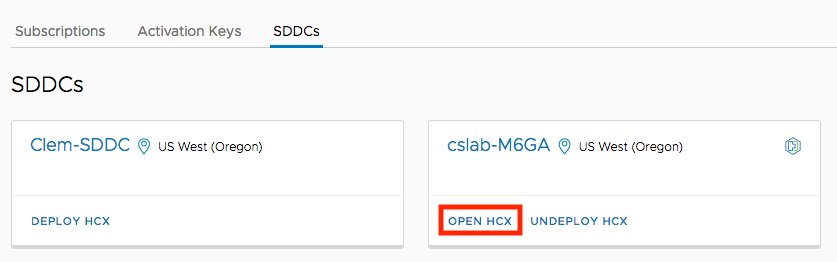 Subscriptions Activation Keys SDDCs
SDDCs
Clem-SDDC US West (Oregon)
cslab-M6GA US West (Oregon)
DEPLOY HCX
OPEN HCX UNDEPLOY HCX